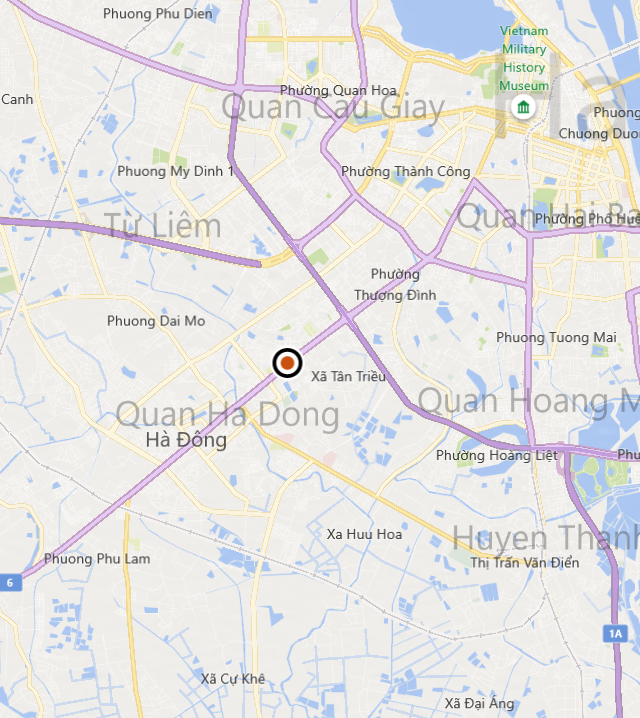 Phuong Phu Dien
Vietnam
Military
History
Museum
Canh
Phường Quan Hoa
Quan Cau Giay
Ha
Phuong
Chuong Duo
Phuong My Dinh 1
Phường Thành Công
Từ Liêm
Quan Hai Ba
Phường Phố Huế
Phường
Thượng Đình
Phuong Dai Mo
Phuong Tuong Mai
Xã Tân Triều
Quan Ha Dong
Quan Hoang M
Hà Đông
Phường Hoàng Liệt
Phu
Xa Huu Hoa
Huyen Thanh
Phuong Phu Lam
Thị Trấn Văn Điển
6
1A
Xã Cự Khê
Xã Đại Áng